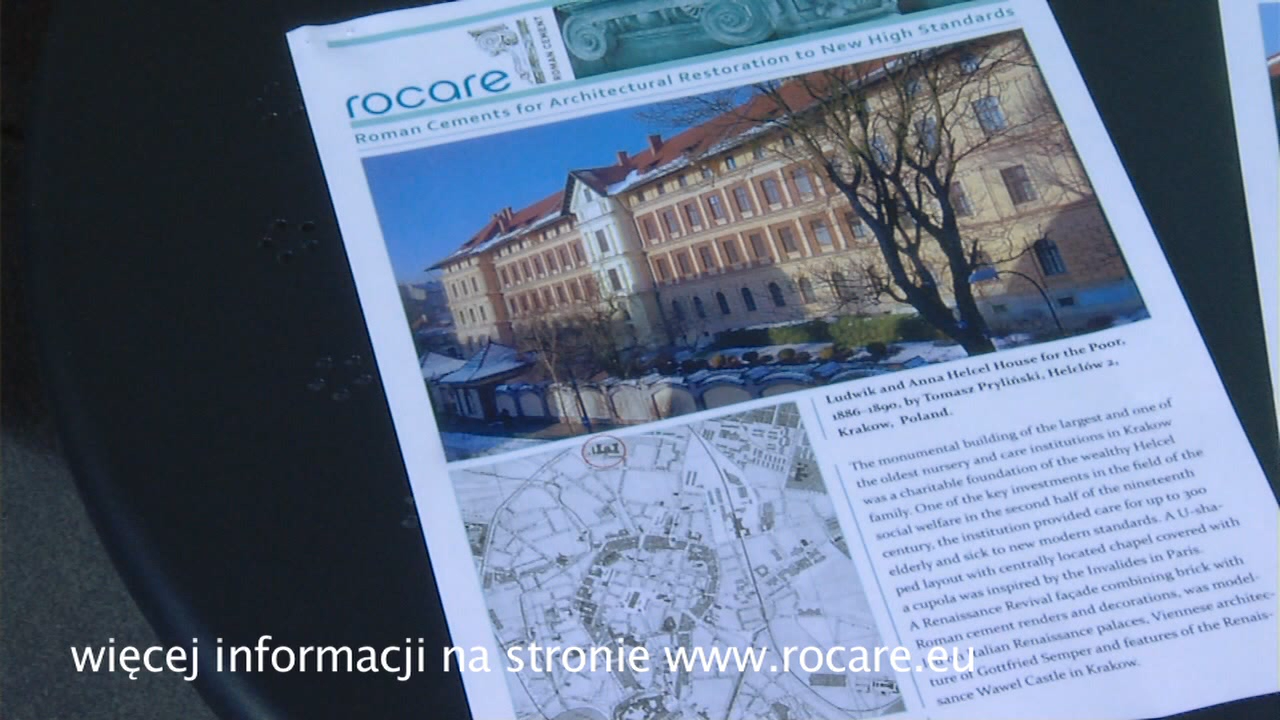 rocare
ROMAN CEMENT
Roman Cements for Architectural Restoration to New High Standards
Ludwik and Anna Helcel House for the Poor,
1886–1890, by Tomasz Pryliński, Helclów 2,
Krakow, Poland.
The monumental building of the largest and one of
the oldest nursery and care institutions in Krakow
was a charitable foundation of the wealthy Helcel
family. One of the key investments in the field of the
social welfare in the second half of the nineteenth
century, the institution provided care for up to 300
elderly and sick to new modern standards. A U-sha-
ped layout with centrally located chapel covered with
a cupola was inspired by the Invalides in Paris.
A Renaissance Revival façade combining brick with
Roman cement renders and decorations, was model-
alian Renaissance palaces, Viennese architec-
ture of Gottfried Semper and features of the Renais-
sance Wawel Castle in Krakow.
więcej informacji na stronie www.rocare.eu